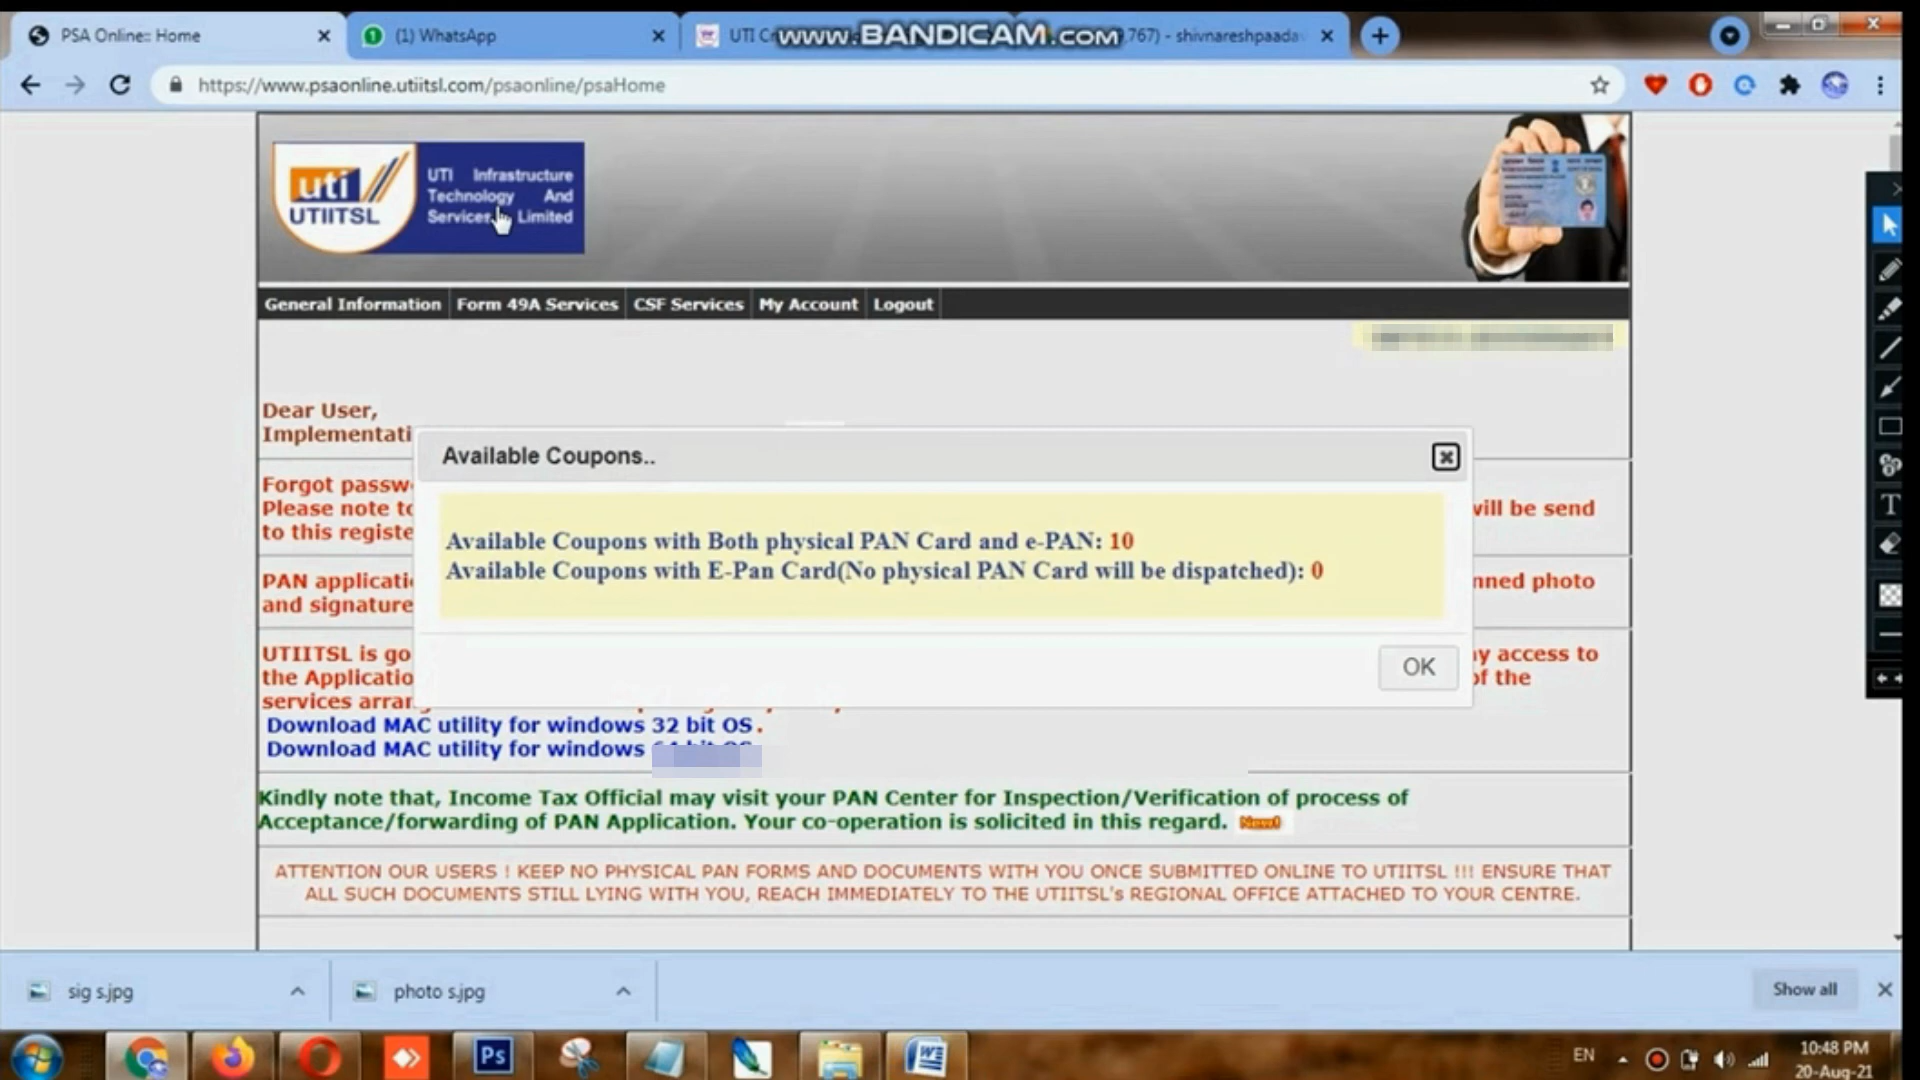 PSA Online:: Home
(1) WhatsApp
UTI
www.BANDICAM.com
767) - shivnareshpaada
https://www.psaonline.utiitsl.com/psaonline/psaHome
uti
UTIITSL
UTI Infrastructure
Technology And
Services Limited
General Information
Form 49A Services
CSF Services
My Account
Logout
Dear User,
Implementati
Available Coupons..
Forgot passw
Please note to
will be send
to this registe
Available Coupons with Both physical PAN Card and e-PAN: 10
Available Coupons with E-Pan Card(No physical PAN Card will be dispatched): 0
PAN applicati
nned photo
and signature
UTIITSL is go
y access to
the Applicatio
of the
services arran
OK
Download MAC utility for windows 32 bit OS.
Download MAC utility for windows
Kindly note that, Income Tax Official may visit your PAN Center for Inspection/Verification of process of
Acceptance/forwarding of PAN Application. Your co-operation is solicited in this regard. New!
ATTENTION OUR USERS ! KEEP NO PHYSICAL PAN FORMS AND DOCUMENTS WITH YOU ONCE SUBMITTED ONLINE TO UTIITSL !!! ENSURE THAT
ALL SUCH DOCUMENTS STILL LYING WITH YOU, REACH IMMEDIATELY TO THE UTIITSL's REGIONAL OFFICE ATTACHED TO YOUR CENTRE.
sig s.jpg
photo s.jpg
Show all
Ps
EN
10:48 PM
20-Aug-21